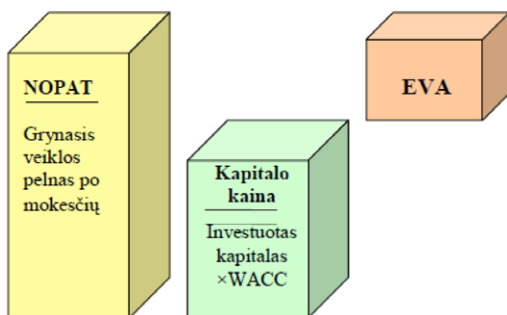 NOPAT
Grynasis
veiklos
pelnas po
mokesčių
Kapitalo
kaina
Investuotas
kapitalas
×WACC
EVA